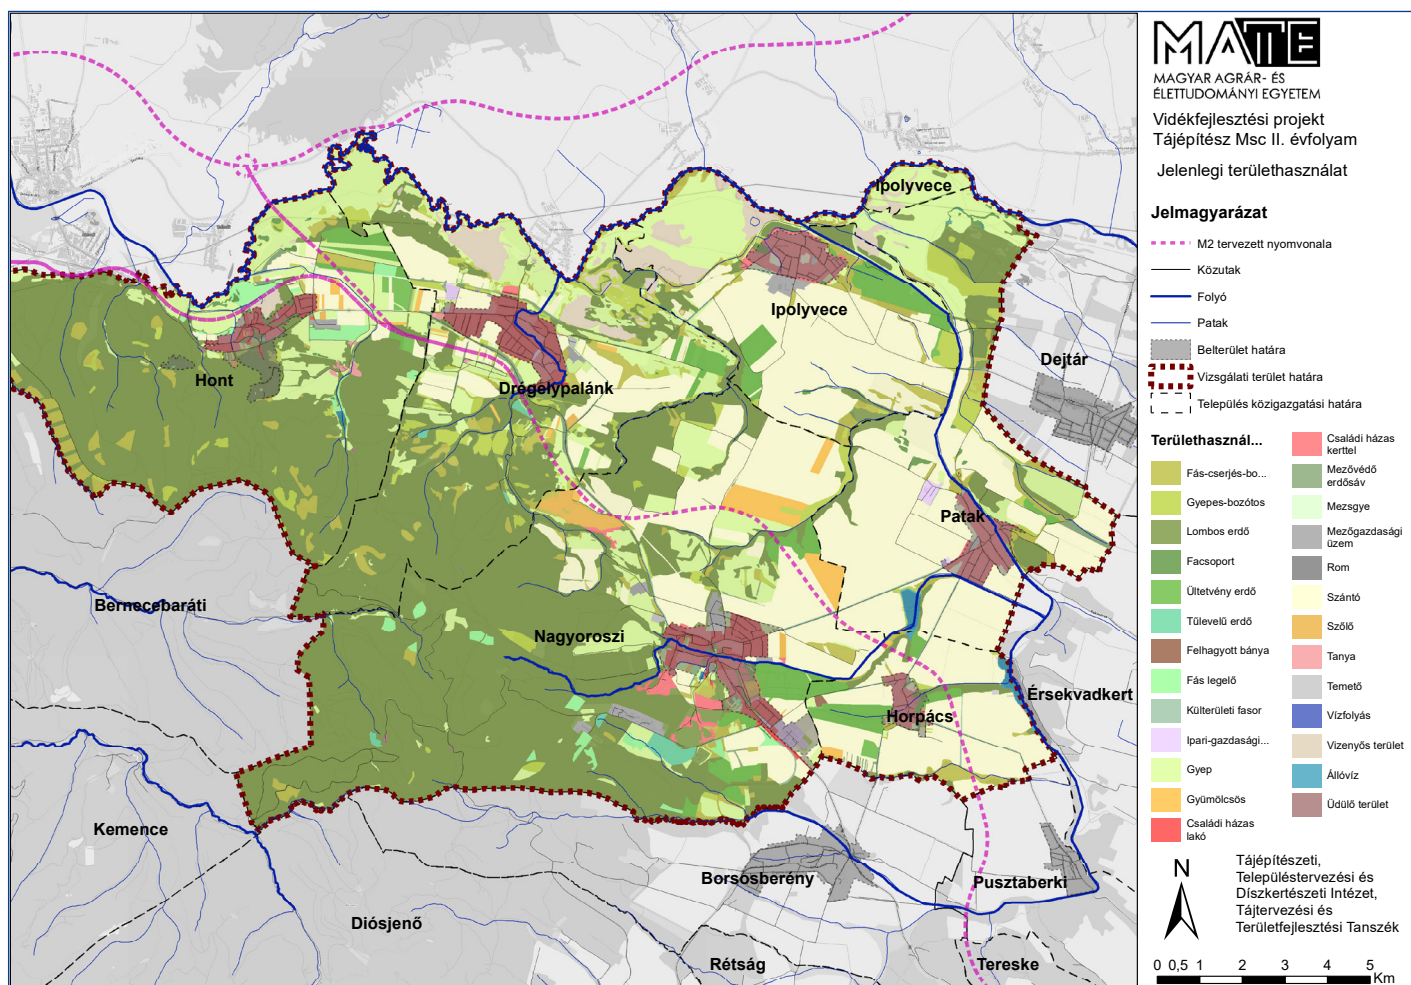 Ipolyvece
Ipolyvece
Dejtár
Hont
Drégelypalánk
Patak
Bernecebaráti
Nagyoroszi
Érsekvadkert
Horpács
Kemence
Borsosberény
Pusztaberki
Diósjenő
Rétság
Tereske
MATE
MAGYAR AGRÁR- ÉS
ÉLETTUDOMÁNYI EGYETEM
Vidékfejlesztési projekt
Tájépítész Msc II. évfolyam
Jelenlegi területhasználat
Jelmagyarázat
M2 tervezett nyomvonala
Közutak
Folyó
Patak
Belterület határa
Vizsgálati terület határa
Település közigazgatási határa
Területhasznál...
Fás-cserjés-bo...
Gyepes-bozótos
Lombos erdő
Facsoport
Ültetvény erdő
Tűlevelű erdő
Felhagyott bánya
Fás legelő
Külterületi fasor
Ipari-gazdasági...
Gyep
Gyümölcsös
Családi házas
lakó
Családi házas
kerttel
Mezővédő
erdősáv
Mezsgye
Mezőgazdasági
üzem
Rom
Szántó
Szőlő
Tanya
Temető
Vízfolyás
Vizenyős terület
Állóvíz
Üdülő terület
N
Tájépítészeti,
Településtervezési és
Díszkertészeti Intézet,
Tájtervezési és
Területfejlesztési Tanszék
0 0,5 1 2 3 4 5
Km